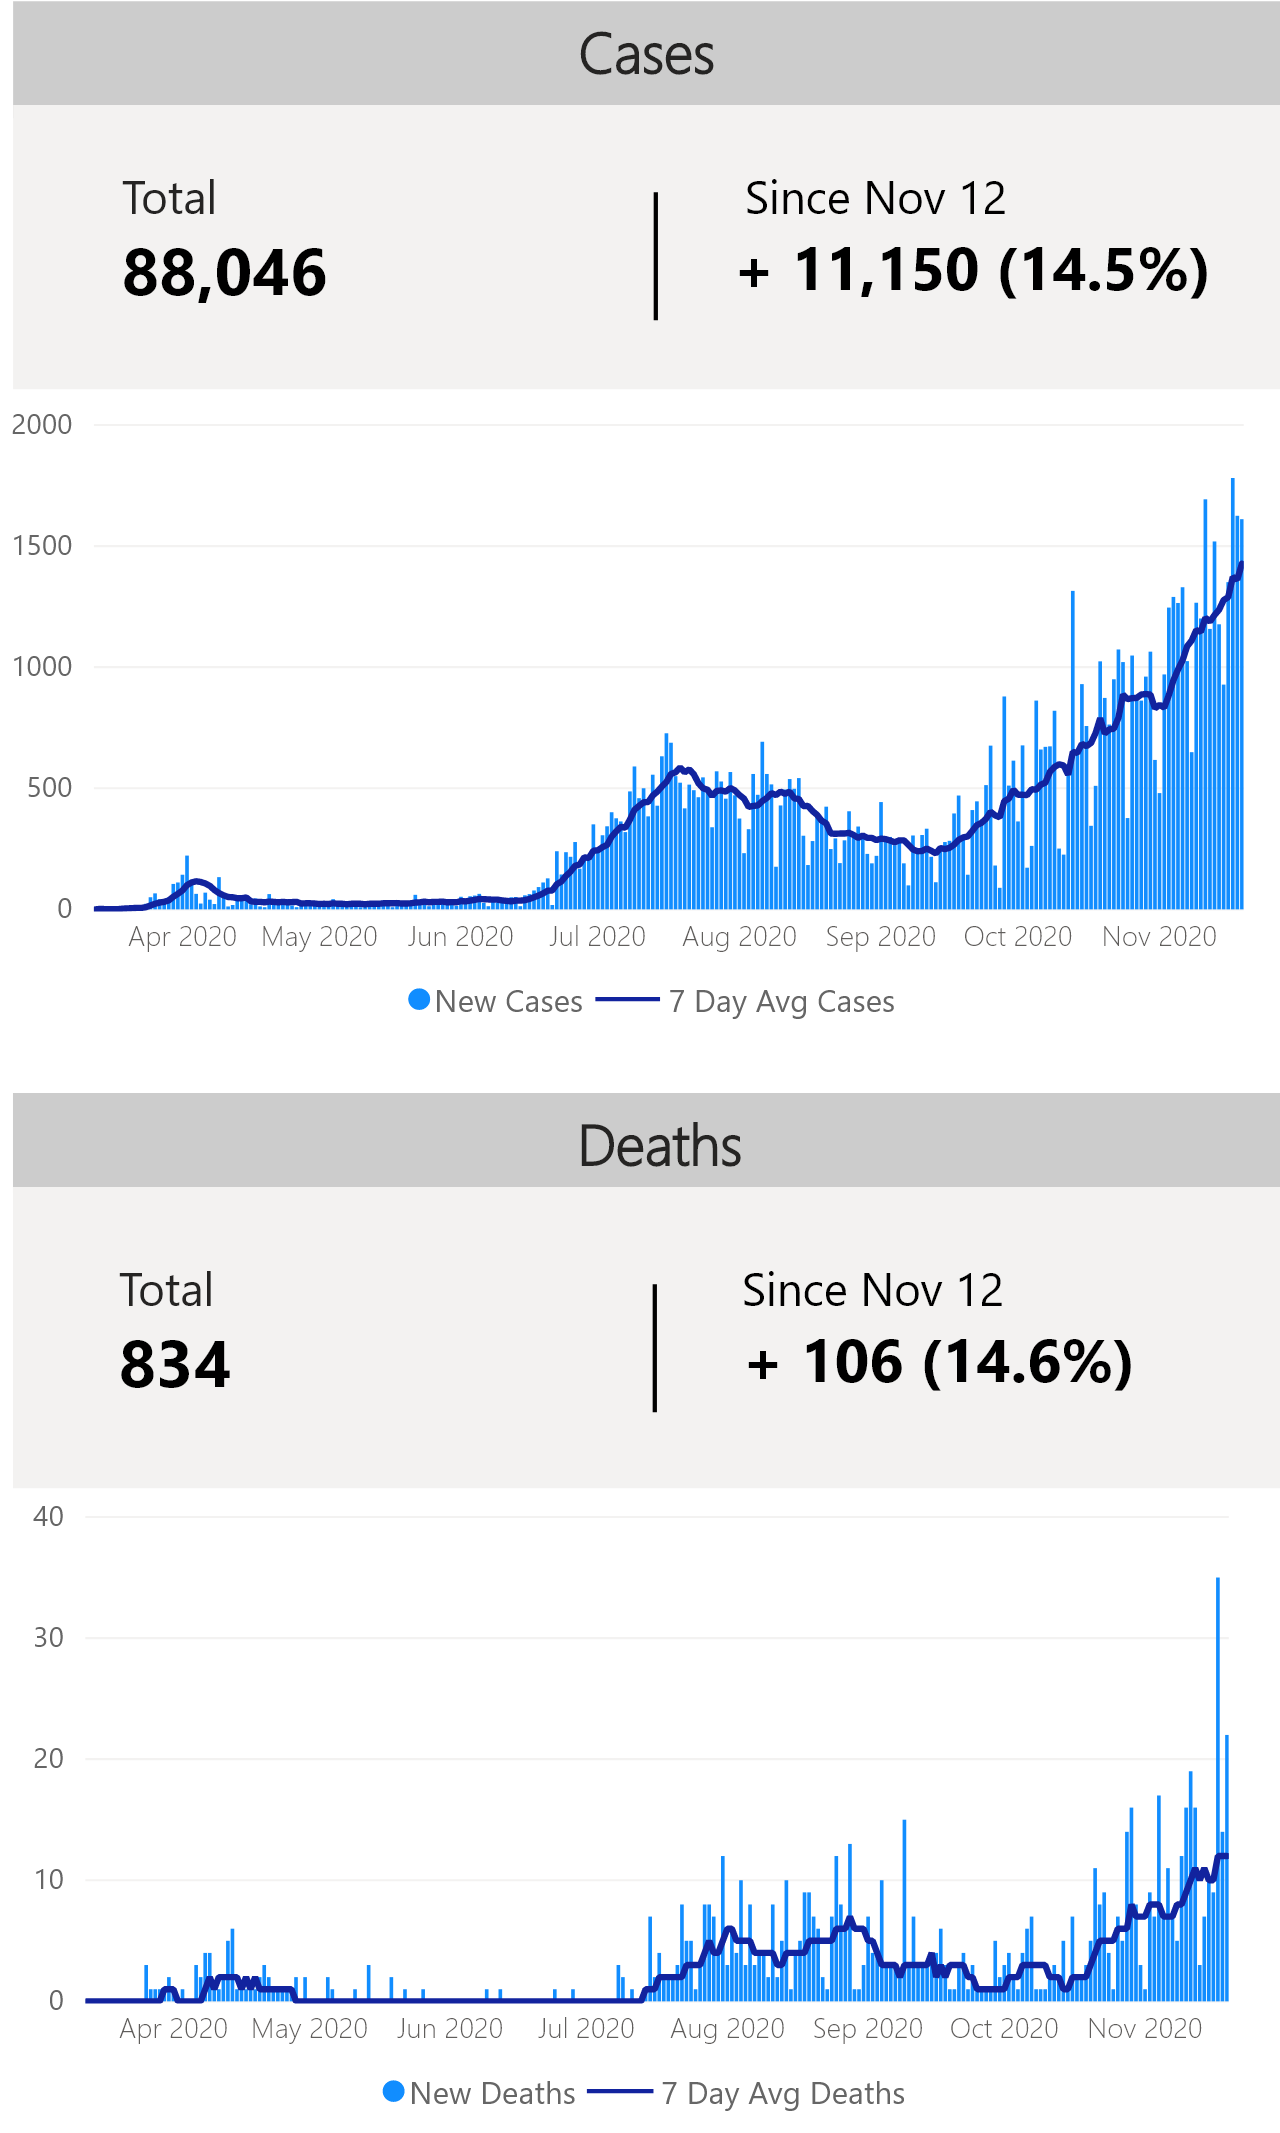 Cases
Total
Since Nov 12
88,046
+ 11,150 (14.5%)
2000
1500
1000
500
0
Apr 2020 May 2020 Jun 2020 Jul 2020 Aug 2020 Sep 2020 Oct 2020 Nov 2020
New Cases 7 Day Avg Cases
Deaths
Total
Since Nov 12
834
+ 106 (14.6%)
40
30
20
10
0
Apr 2020 May 2020 Jun 2020 Jul 2020 Aug 2020 Sep 2020 Oct 2020 Nov 2020
New Deaths 7 Day Avg Deaths